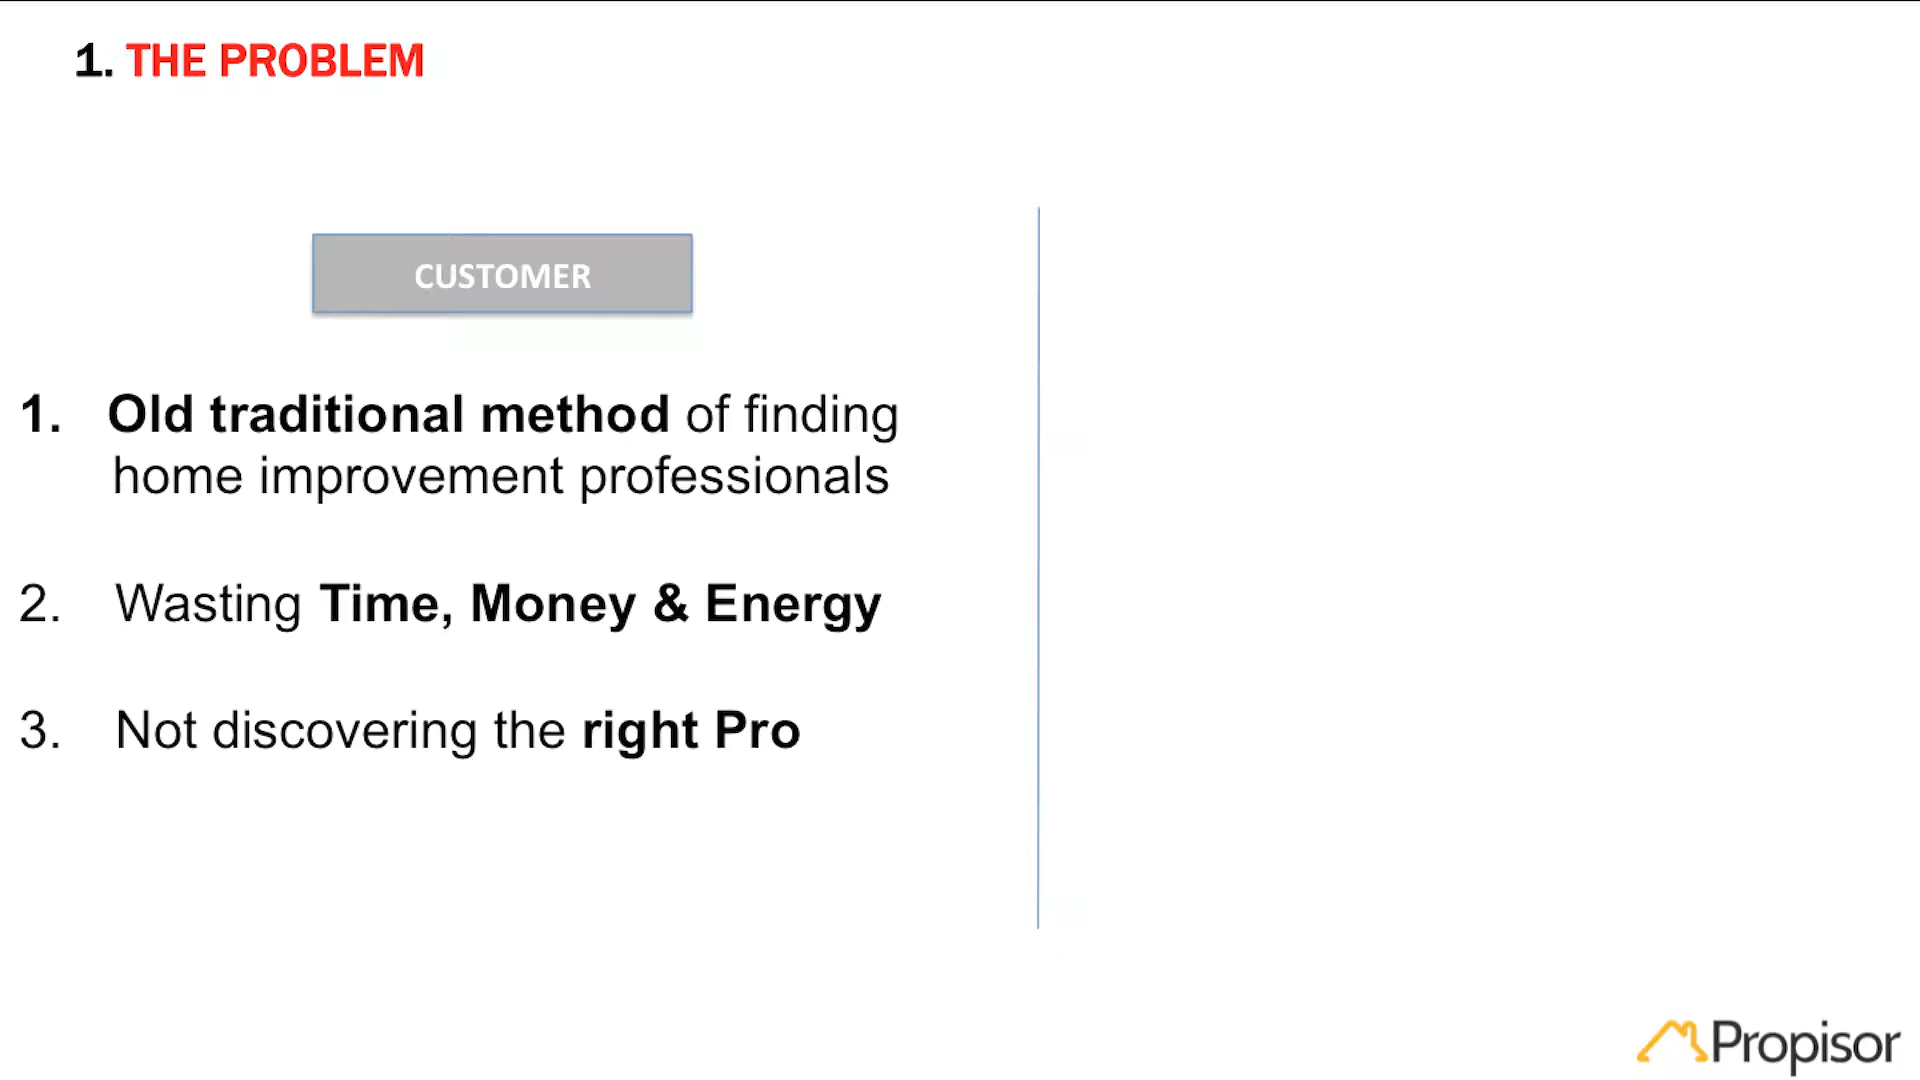 1. THE PROBLEM
CUSTOMER
1. Old traditional method of finding
home improvement professionals
2. Wasting Time, Money & Energy
3. Not discovering the right Pro
Propisor